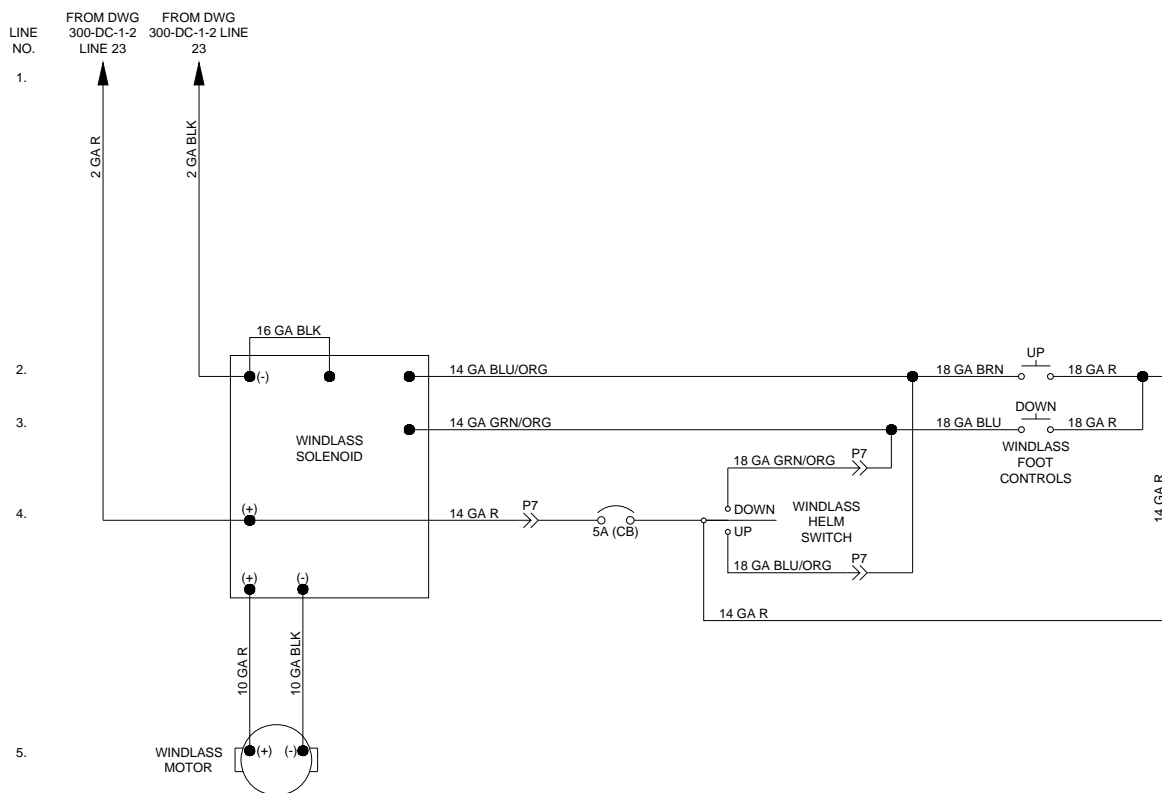 LINE
NO.
FROM DWG
300-DC-1-2
LINE 23
FROM DWG
300-DC-1-2 LINE
23
1.
2 GA R
2 GA BLK
16 GA BLK
2.
(-)
14 GA BLU/ORG
18 GA BRN
UP
18 GA R
3.
WINDLASS
SOLENOID
14 GA GRN/ORG
18 GA BLU
DOWN
18 GA R
WINDLASS
FOOT
CONTROLS
18 GA GRN/ORG
P7
4.
(+)
14 GA R
P7
5A (CB)
DOWN
UP
WINDLASS
HELM
SWITCH
14 GA R
18 GA BLU/ORG
P7
(+)
(-)
14 GA R
10 GA R
10 GA BLK
5.
WINDLASS
MOTOR
(+)
(-)